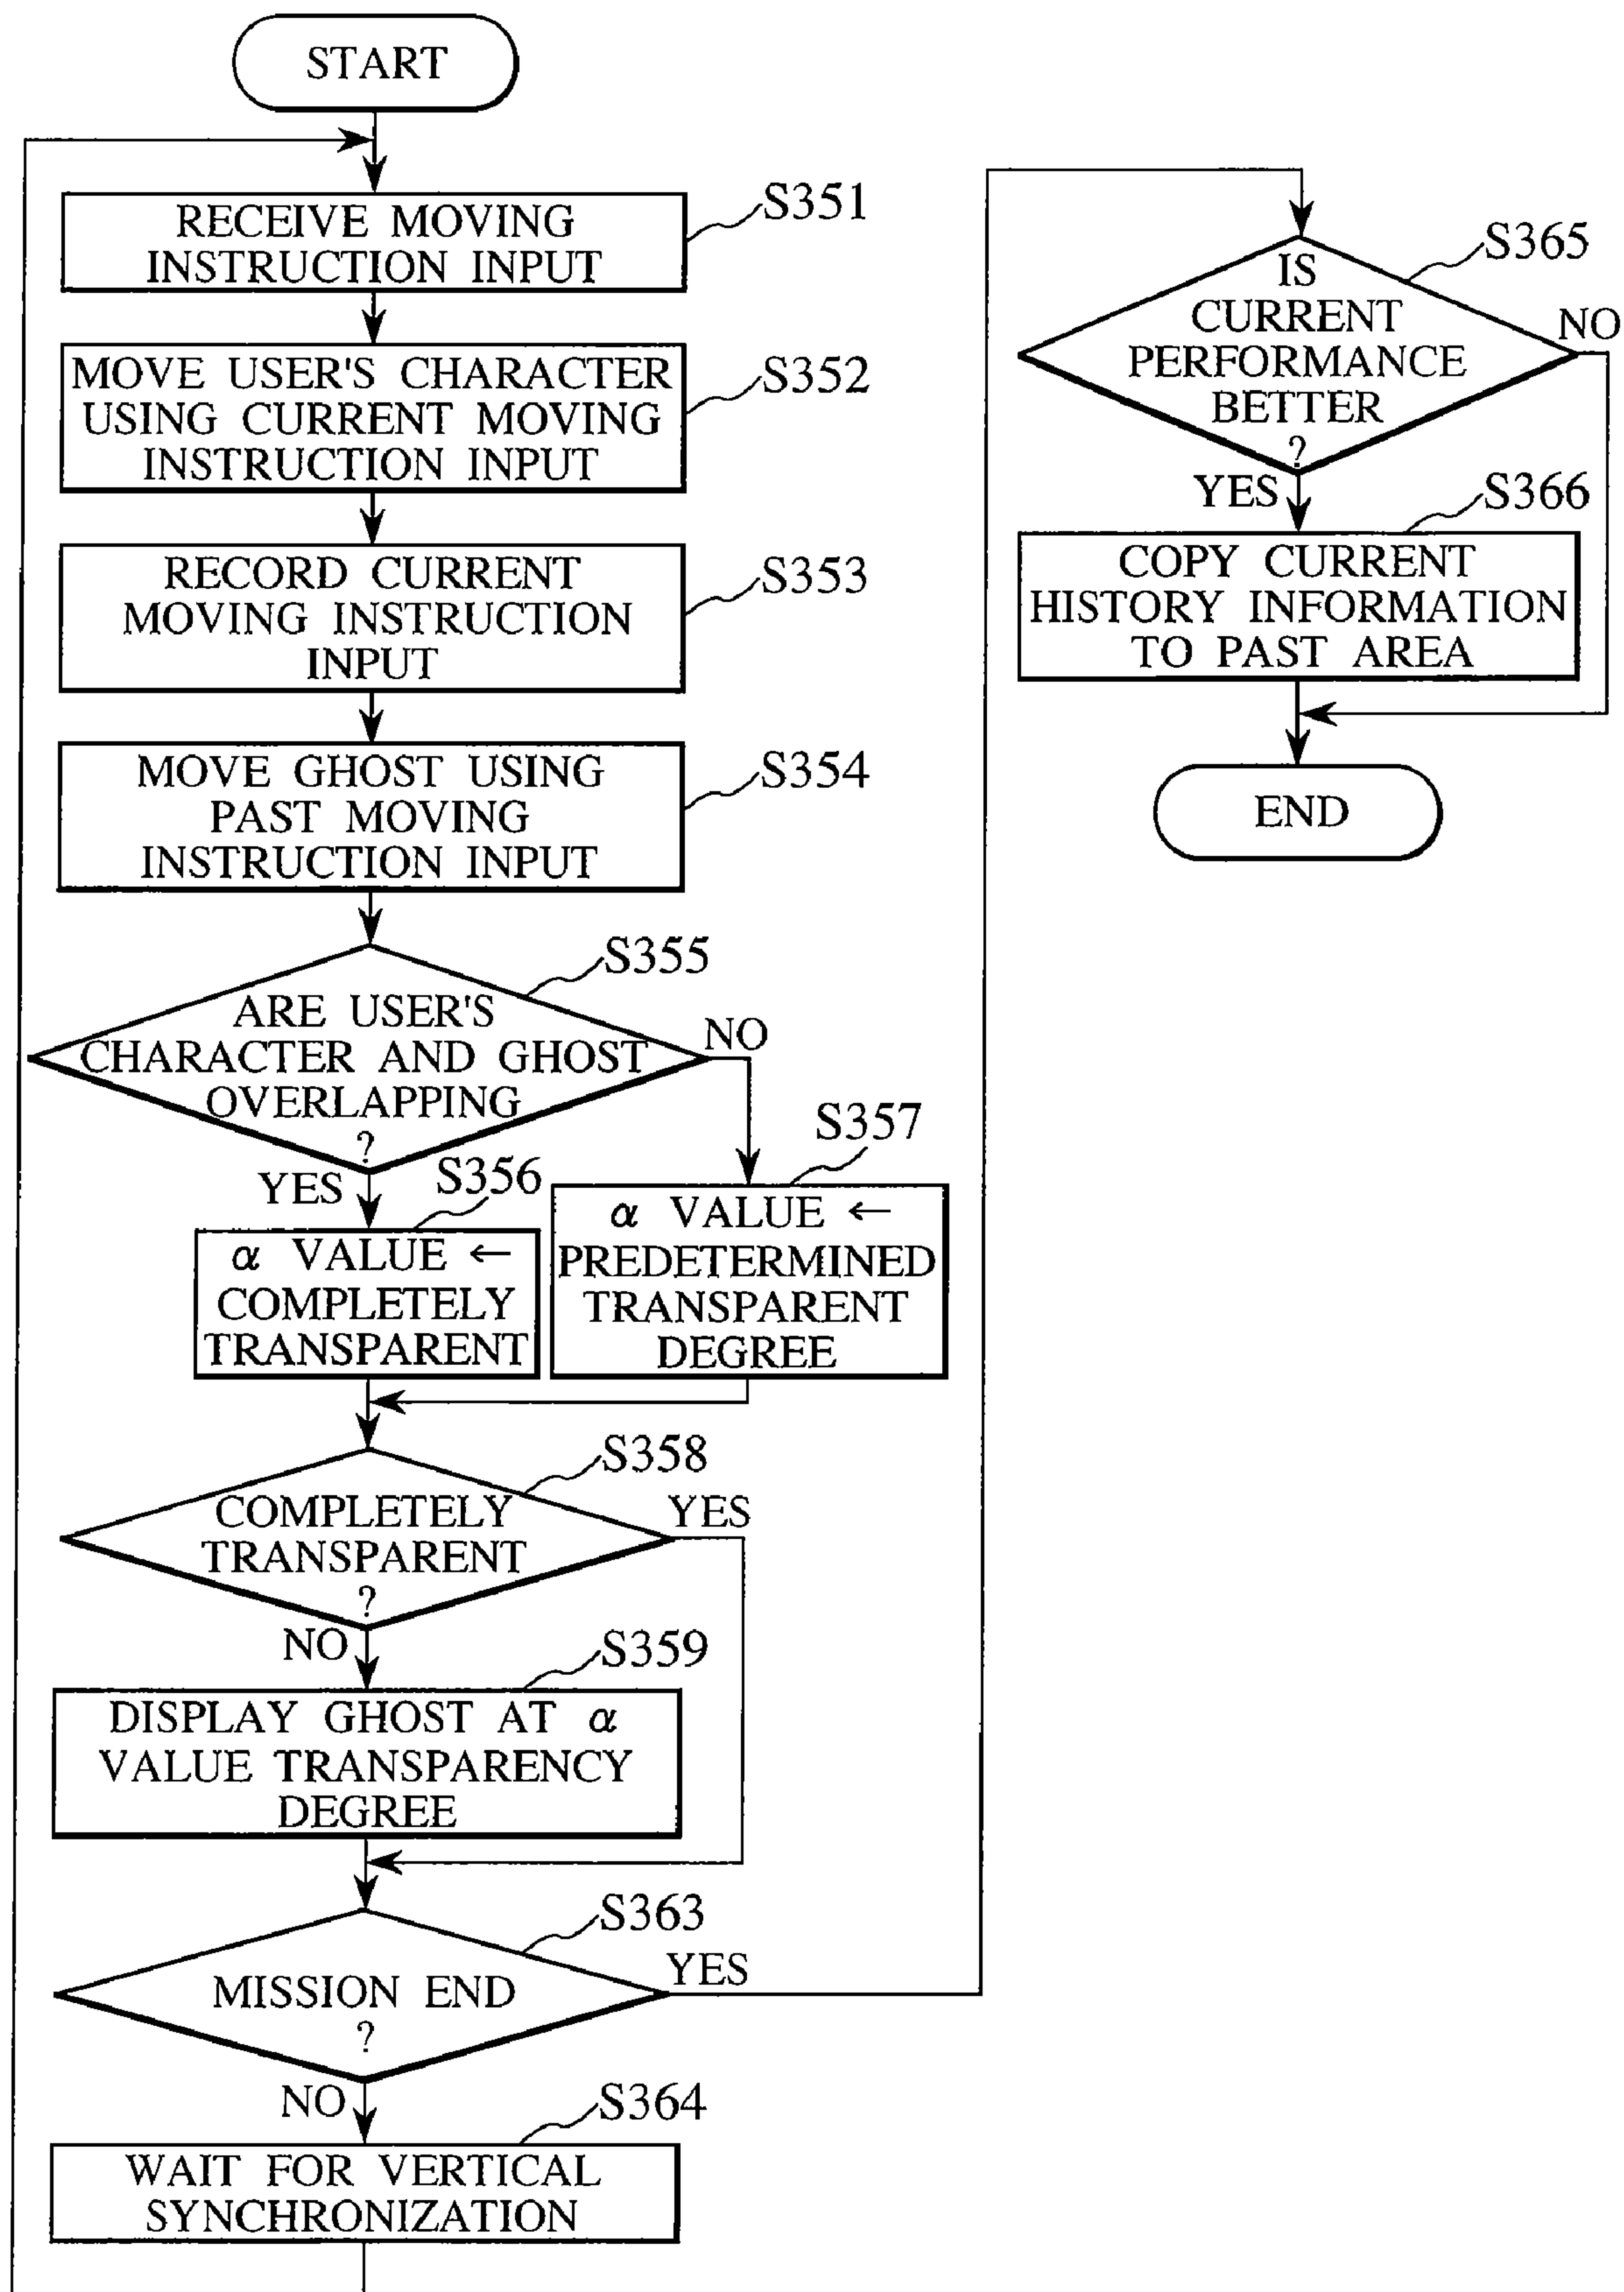 START
RECEIVE MOVING
INSTRUCTION INPUT
S351
MOVE USER'S CHARACTER
USING CURRENT MOVING
INSTRUCTION INPUT
S352
RECORD CURRENT
MOVING INSTRUCTION
INPUT
S353
MOVE GHOST USING
PAST MOVING
INSTRUCTION INPUT
S354
ARE USER'S
CHARACTER AND GHOST
OVERLAPPING
?
S355
NO
YES
S356
α VALUE ←
COMPLETELY
TRANSPARENT
S357
α VALUE ←
PREDETERMINED
TRANSPARENT
DEGREE
S358
COMPLETELY
TRANSPARENT
?
YES
NO
S359
DISPLAY GHOST AT α
VALUE TRANSPARENCY
DEGREE
S363
MISSION END
?
YES
NO
S364
WAIT FOR VERTICAL
SYNCHRONIZATION
S365
IS
CURRENT
PERFORMANCE
BETTER
?
NO
YES
S366
COPY CURRENT
HISTORY INFORMATION
TO PAST AREA
END